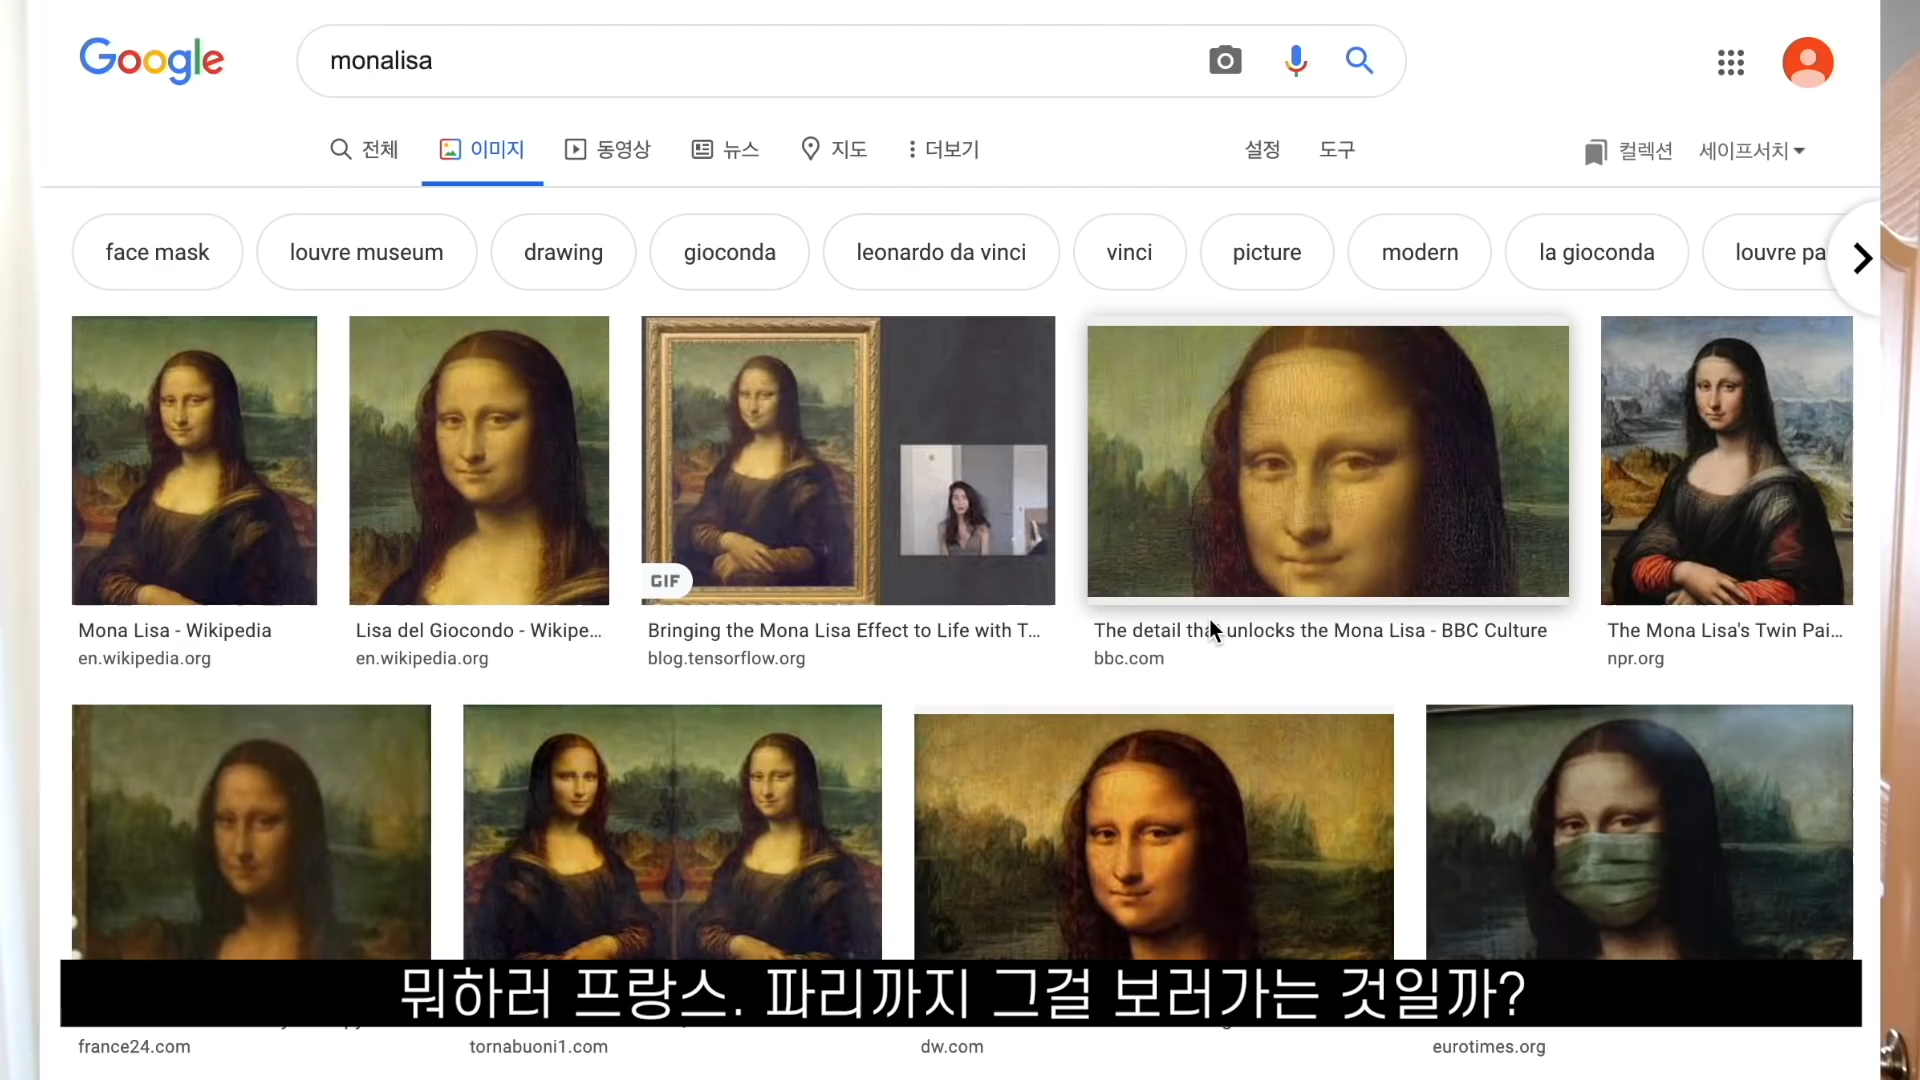 Google
monalisa
전체 이미지 동영상 뉴스 지도 더보기 설정 도구 컬렉션 세이프서치
face mask louvre museum drawing gioconda leonardo da vinci vinci picture modern la gioconda louvre pa
GIF
Mona Lisa - Wikipedia
en.wikipedia.org
Lisa del Giocondo - Wikipe...
en.wikipedia.org
Bringing the Mona Lisa Effect to Life with T...
blog.tensorflow.org
The detail that unlocks the Mona Lisa - BBC Culture
bbc.com
The Mona Lisa's Twin Pai...
npr.org
뭐하러 프랑스. 파리까지 그걸 보러가는 것일까?
france24.com
tornabuoni1.com
dw.com
eurotimes.org